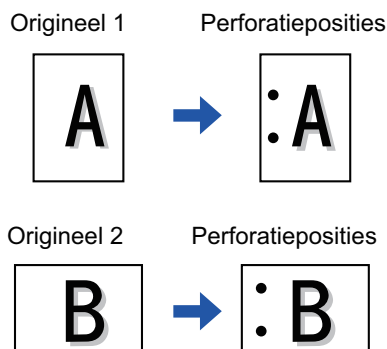 Origineel 1 Perforatieposities
A A
Origineel 2 Perforatieposities
B B